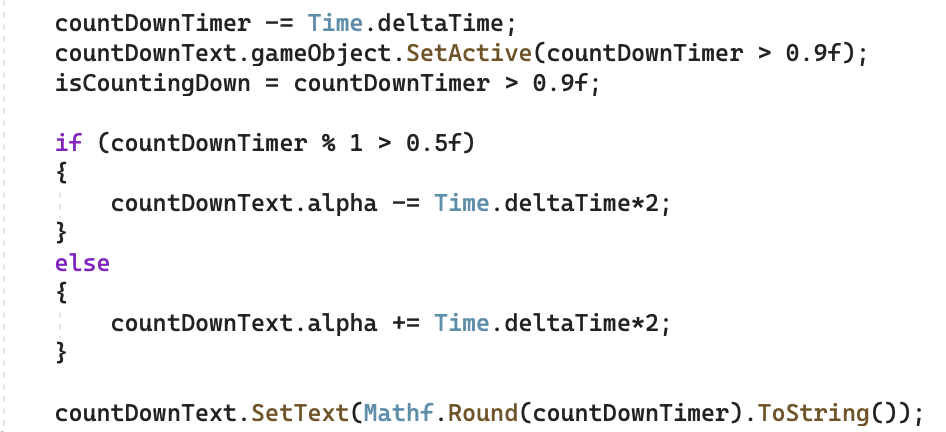 countDownTimer -= Time.deltaTime;
countDownText.gameObject.SetActive(countDownTimer > 0.9f);
isCountingDown = countDownTimer > 0.9f;
if (countDownTimer % 1 > 0.5f)
{
countDownText.alpha -= Time.deltaTime*2;
}
else
{
countDownText.alpha += Time.deltaTime*2;
}
countDownText.SetText(Mathf.Round(countDownTimer).ToString());